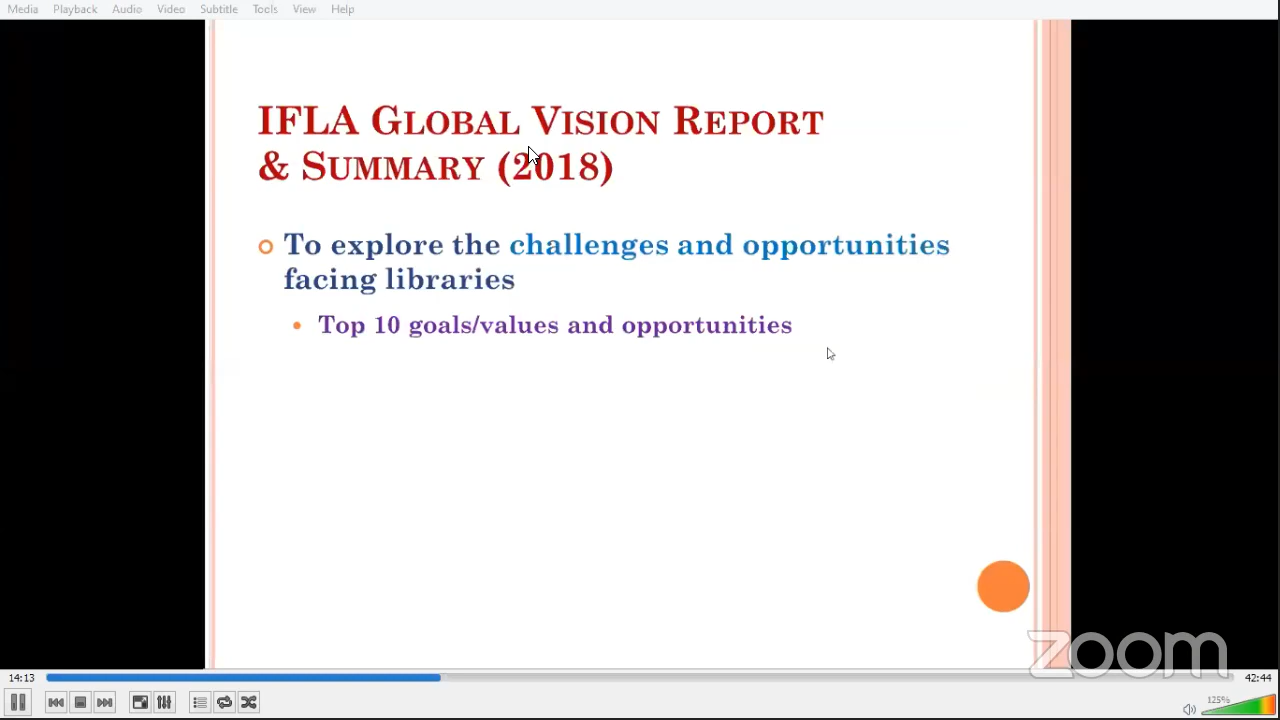 Media Playback Audio Video Subtitle Tools View Help
IFLA GLOBAL VISION REPORT
& SUMMARY (2018)
To explore the challenges and opportunities
facing libraries
Top 10 goals/values and opportunities
zoom
14:13 42:44
125%